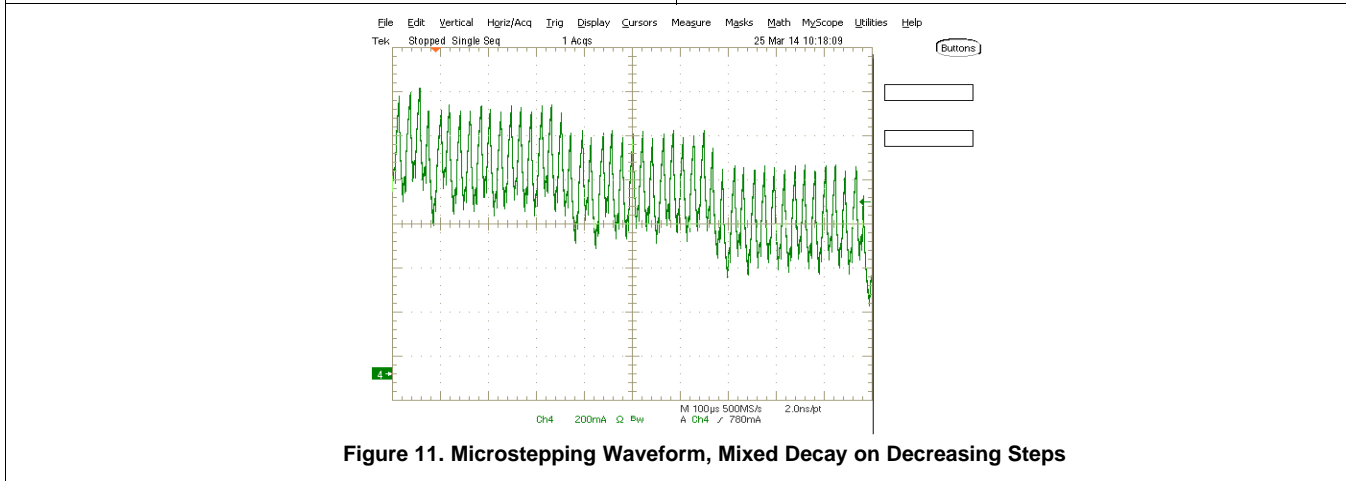 File Edit Vertical Horiz/Acq Trig Display Cursors Measure Masks Math MyScope Utilities Help
Tek Stopped Single Seq 1 Acqs 25 Mar 14 10:18:09
Buttons
4
Ch4 200mA Ω Bw M 100µs 500MS/s 2.0ns/pt
A Ch4 780mA
Figure 11. Microstepping Waveform, Mixed Decay on Decreasing Steps